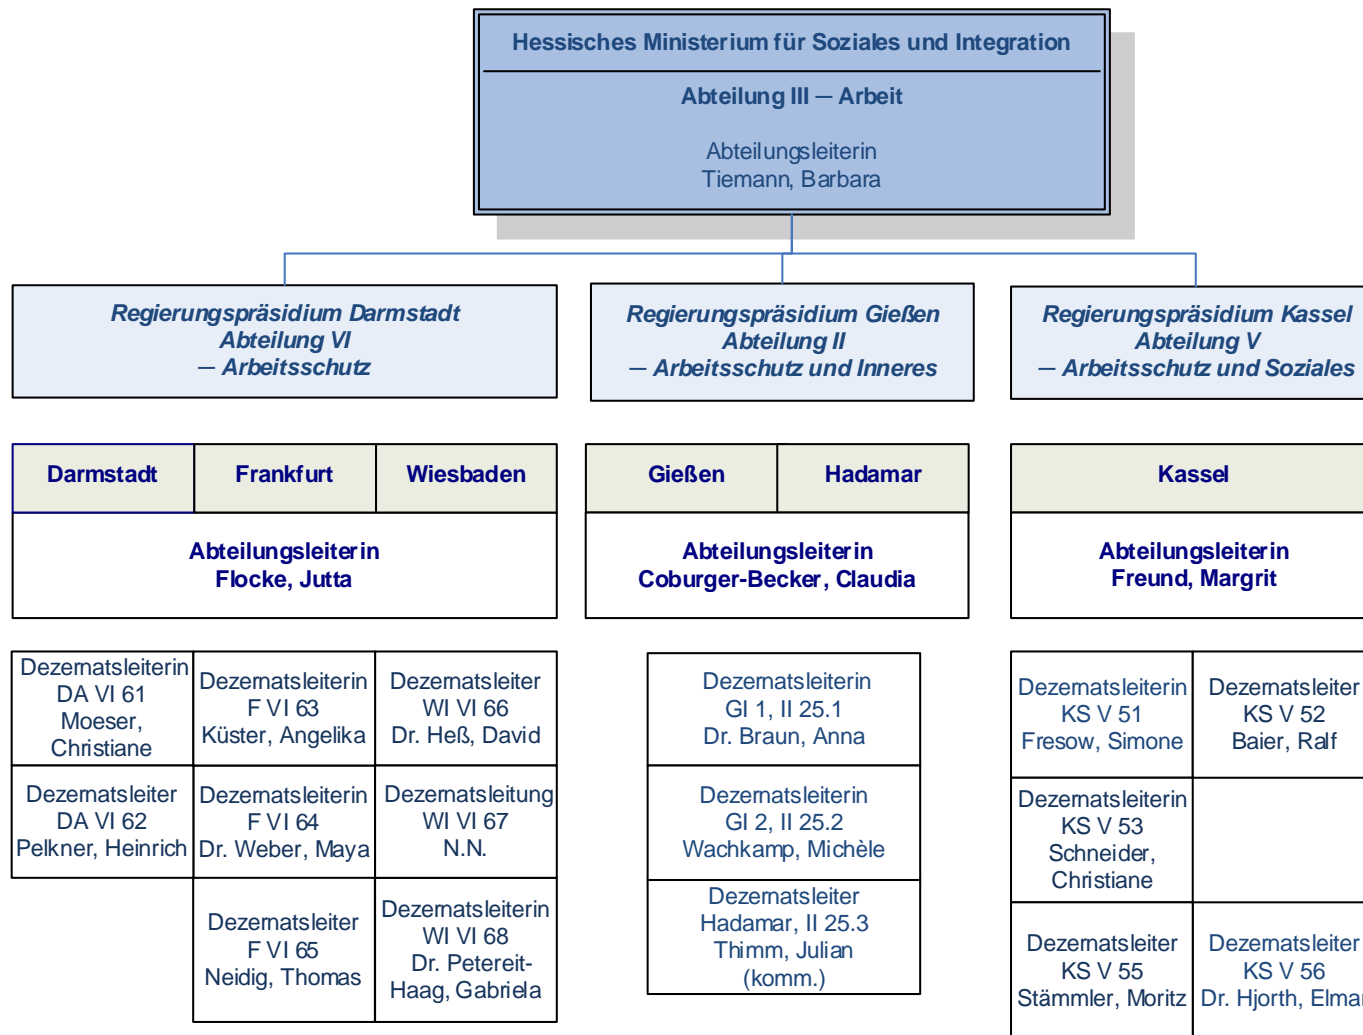 Hessisches Ministerium für Soziales und Integration
Abteilung III — Arbeit
Abteilungsleiterin
Tiemann, Barbara
Regierungspräsidium Darmstadt
Abteilung VI
— Arbeitsschutz
Regierungspräsidium Gießen
Abteilung II
— Arbeitsschutz und Inneres
Regierungspräsidium Kassel
Abteilung V
— Arbeitsschutz und Soziales
Darmstadt
Frankfurt
Wiesbaden
Abteilungsleiterin
Flocke, Jutta
Gießen
Hadamar
Abteilungsleiterin
Coburger-Becker, Claudia
Kassel
Abteilungsleiterin
Freund, Margrit
Dezernatsleiterin
DA VI 61
Moeser,
Christiane
Dezernatsleiterin
F VI 63
Küster, Angelika
Dezernatsleiter
WI VI 66
Dr. Heß, David
Dezernatsleiter
DA VI 62
Pelkner, Heinrich
Dezernatsleiterin
F VI 64
Dr. Weber, Maya
Dezernatsleitung
WI VI 67
N.N.
Dezernatsleiter
F VI 65
Neidig, Thomas
Dezernatsleiterin
WI VI 68
Dr. Petereit-
Haag, Gabriela
Dezernatsleiterin
GI 1, II 25.1
Dr. Braun, Anna
Dezernatsleiterin
GI 2, II 25.2
Wachkamp, Michèle
Dezernatsleiter
Hadamar, II 25.3
Thimm, Julian
(komm.)
Dezernatsleiterin
KS V 51
Fresow, Simone
Dezernatsleiter
KS V 52
Baier, Ralf
Dezernatsleiterin
KS V 53
Schneider,
Christiane
Dezernatsleiter
KS V 55
Stämmler, Moritz
Dezernatsleiter
KS V 56
Dr. Hjorth, Elmar